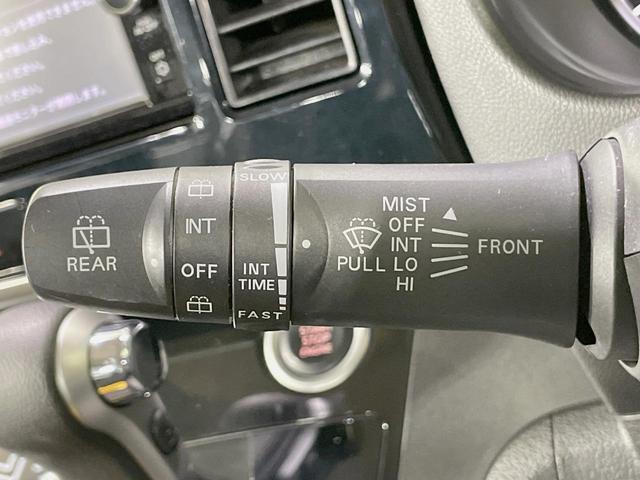 REAR
INT
OFF
SLOW
INT
TIME
FAST
MIST
OFF
INT
PULL LO
HI
FRONT